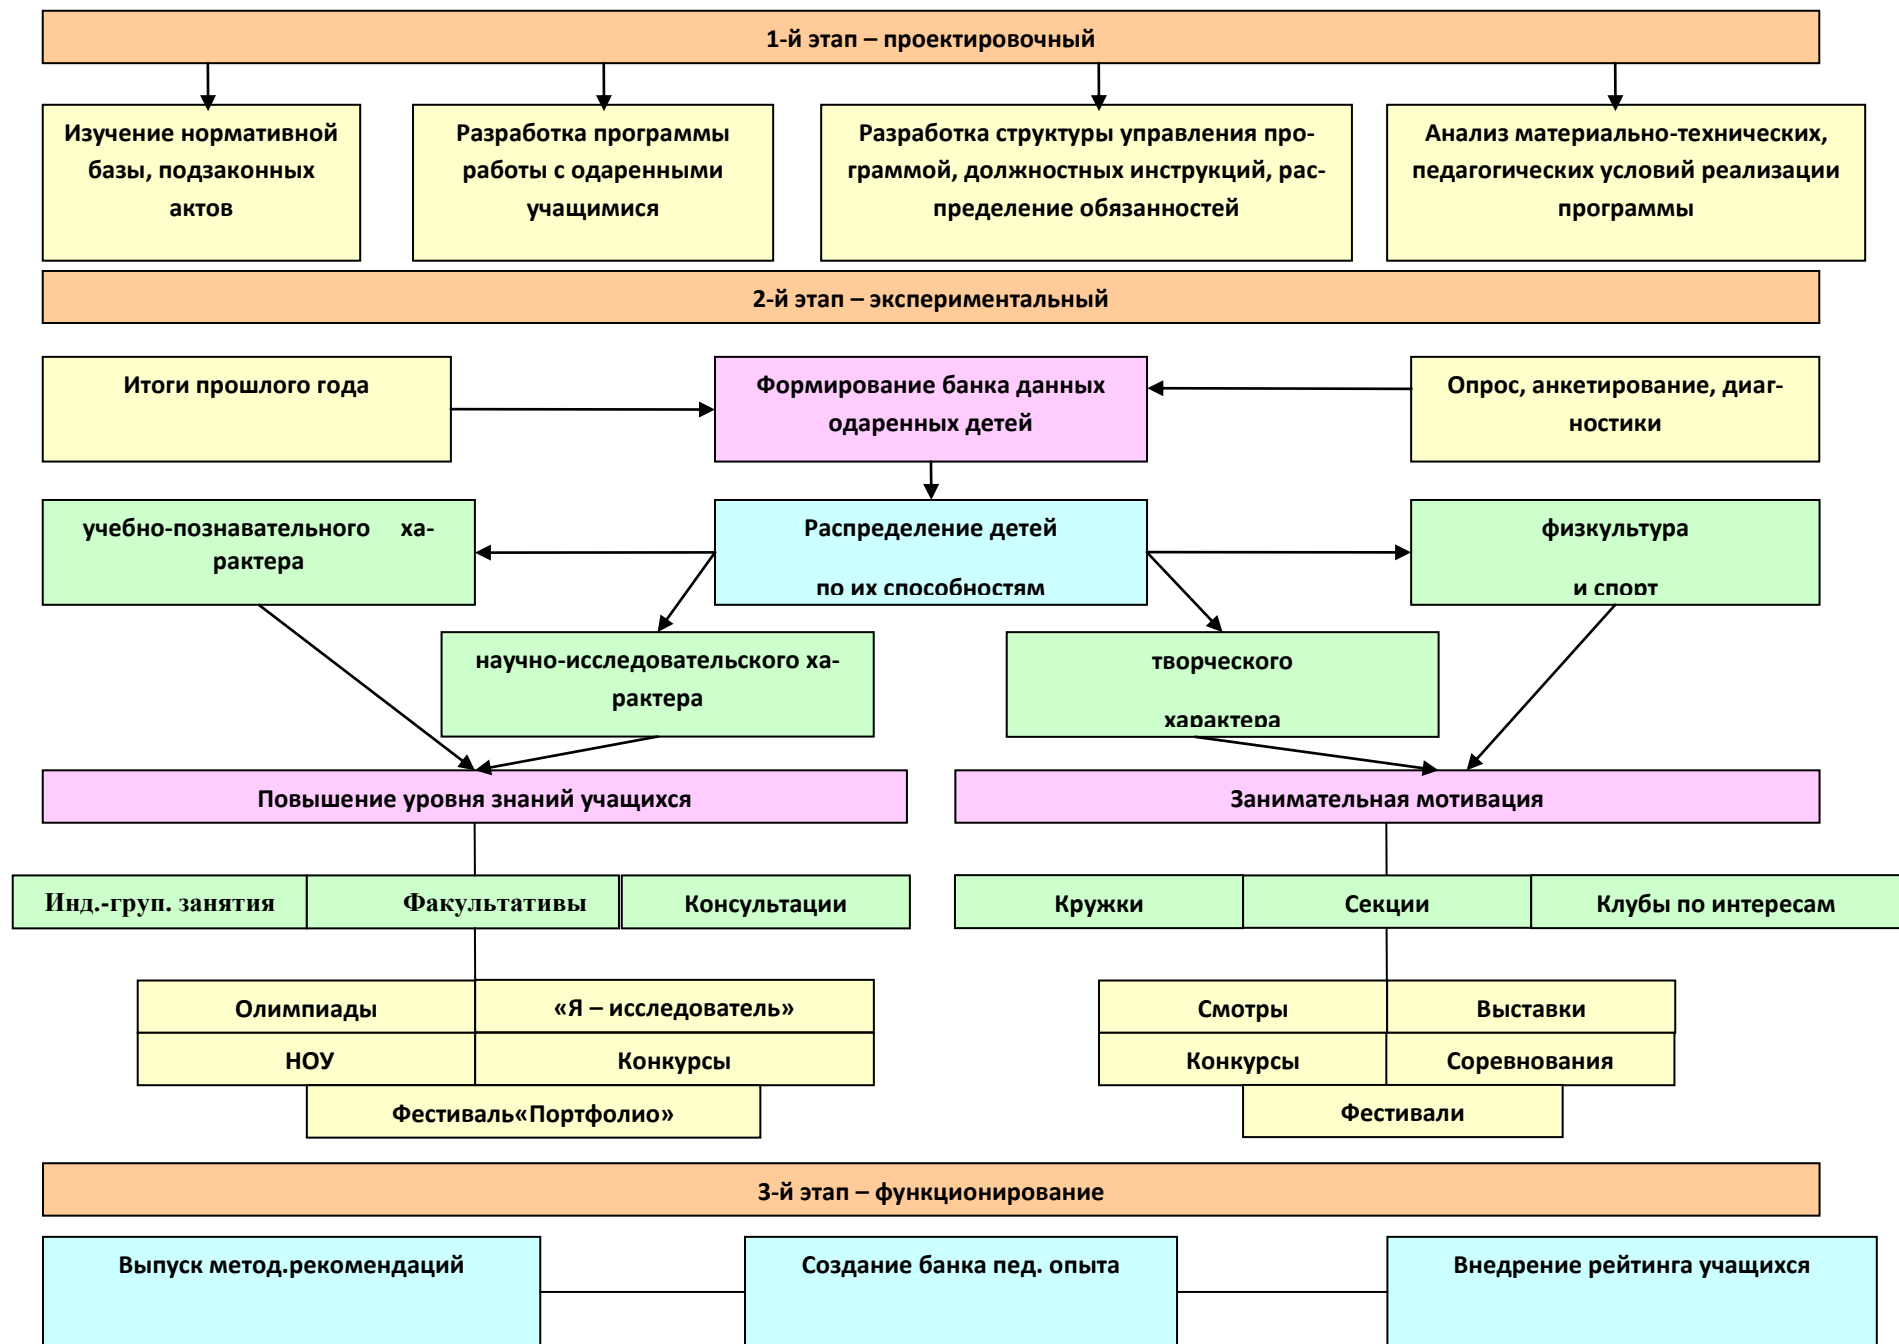 1-й этап – проектировочный
Изучение нормативной
базы, подзаконных
актов
Разработка программы
работы с одаренными
учащимися
Разработка структуры управления про-
граммой, должностных инструкций, рас-
пределение обязанностей
Анализ материально-технических,
педагогических условий реализации
программы
2-й этап – экспериментальный
Итоги прошлого года
Формирование банка данных
одаренных детей
Опрос, анкетирование, диаг-
ностики
учебно-познавательного ха-
рактера
Распределение детей
по их способностям
физкультура
и спорт
научно-исследовательского ха-
рактера
творческого
характера
Повышение уровня знаний учащихся
Занимательная мотивация
Инд.-груп. занятия
Факультативы
Консультации
Кружки
Секции
Клубы по интересам
Олимпиады
«Я – исследователь»
НОУ
Конкурсы
Фестиваль«Портфолио»
Смотры
Выставки
Конкурсы
Соревнования
Фестивали
3-й этап – функционирование
Выпуск метод.рекомендаций
Создание банка пед. опыта
Внедрение рейтинга учащихся